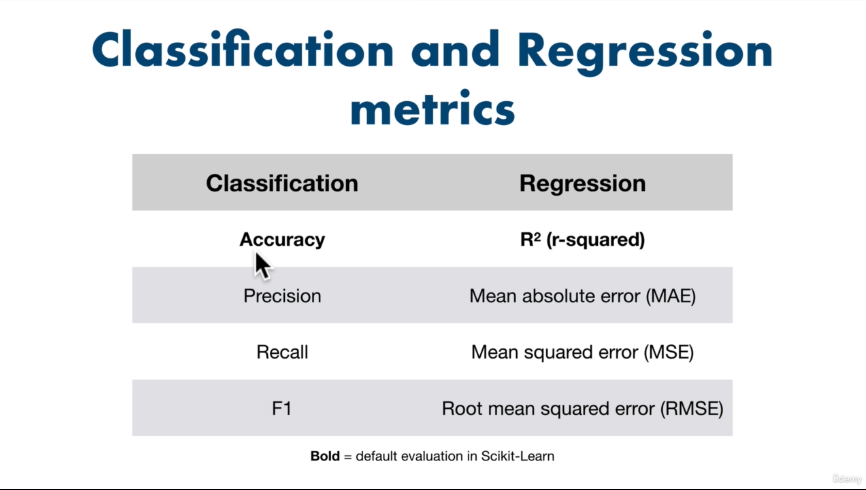 Classification and Regression
metrics
Classification Regression
Accuracy R² (r-squared)
Precision Mean absolute error (MAE)
Recall Mean squared error (MSE)
F1 Root mean squared error (RMSE)
Bold = default evaluation in Scikit-Learn
Udemy